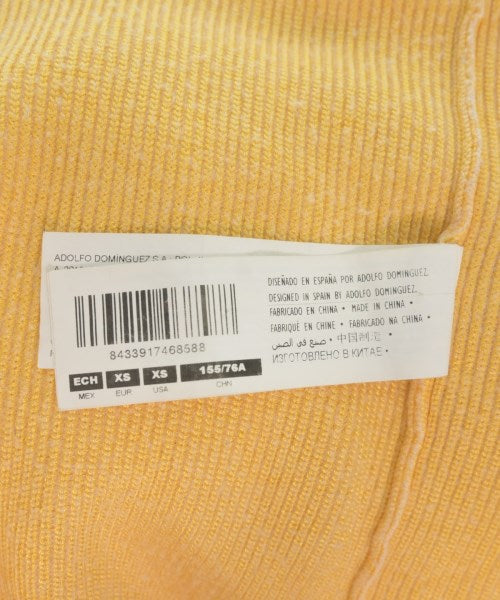 ADOLFO DOMÍNGUEZ S.A.
DISEÑADO EN ESPAÑA POR ADOLFO DOMINGUEZ.
DESIGNED IN SPAIN BY ADOLFO DOMINGUEZ.
FABRICADO EN CHINA • MADE IN CHINA •
FABRIQUÉ EN CHINE • FABRICADO NA CHINA •
صنع في الصين • 中国制造 •
ИЗГОТОВЛЕНО В КИТАЕ •
8433917468588
ECH XS XS 155/76A
MEX EUR USA CHN